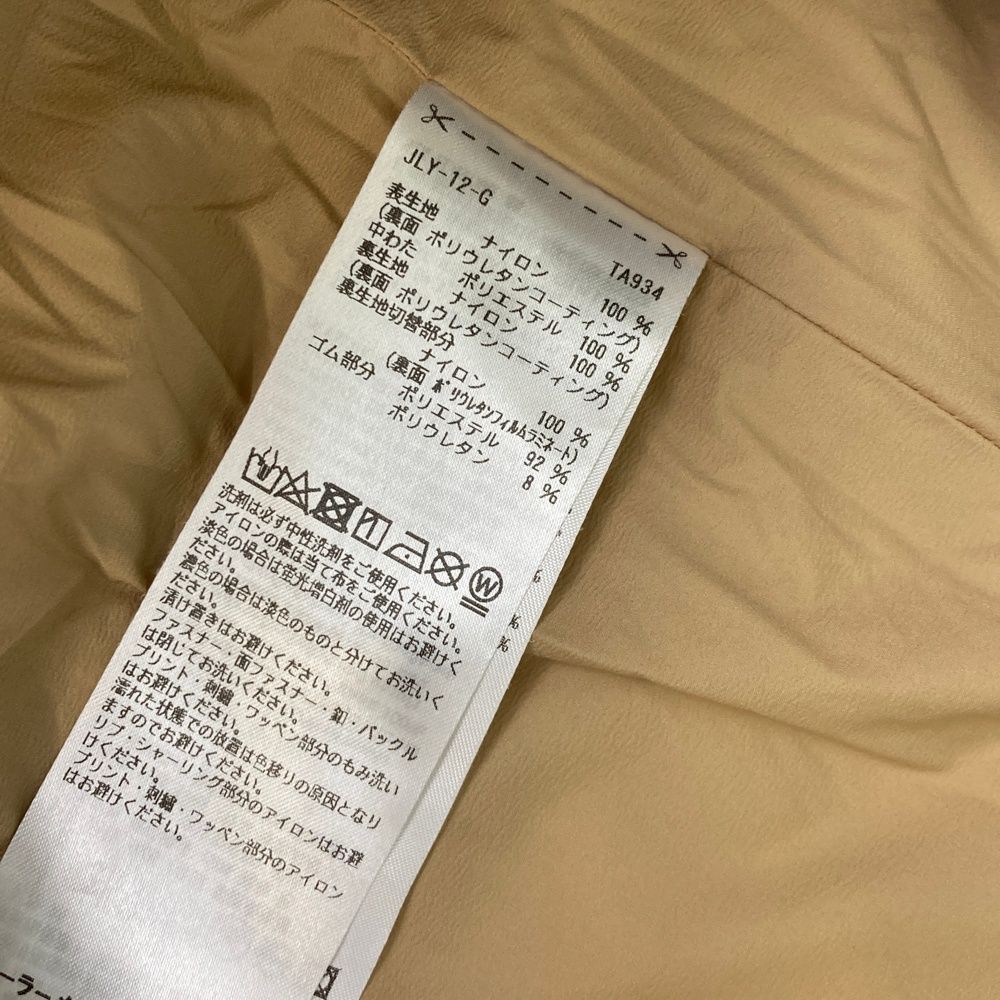 JLY-12-G
TA934
表生地 ナイロン 100 %
(裏面 ポリウレタンコーティング)
中わた ポリエステル 100 %
裏生地 ナイロン 100 %
(裏面 ポリウレタンコーティング)
裏生地切替部分
ナイロン 100 %
(裏面 ポリウレタンフィルムラミネート)
ゴム部分 ポリエステル 92 %
ポリウレタン 8 %
W
洗剤は必ず中性洗剤をご使用ください。
アイロンの際は当て布をご使用ください。
淡色の場合は蛍光増白剤の使用はお避けく
ださい。
濃色の場合は淡色のものと分けてお洗いく
ださい。
漬け置きはお避けください。
ファスナー・面ファスナー・釦・バックル
は閉じてお洗いください。
プリント・刺繍・ワッペン部分のもみ洗い
はお避けください。
濡れた状態での放置は色移りの原因となり
ますのでお避けください。
リブ・シャーリング部分のアイロンはお避
けください。
プリント・刺繍・ワッペン部分のアイロン
はお避けください。
%
%
%
ーラー